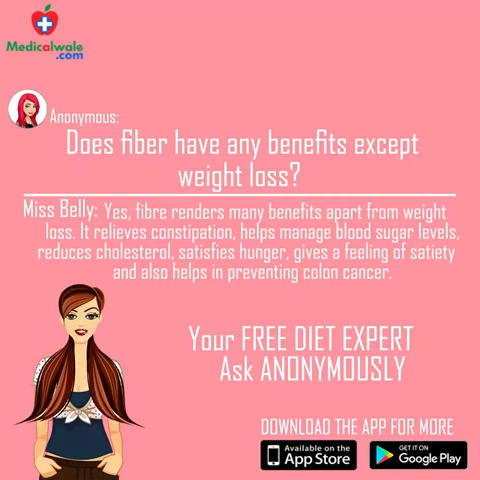 Medicalwale
.com
Anonymous:
Does fiber have any benefits except
weight loss?
Miss Belly: Yes, fibre renders many benefits apart from weight
loss. It relieves constipation, helps manage blood sugar levels,
reduces cholesterol, satisfies hunger, gives a feeling of satiety
and also helps in preventing colon cancer.
Your FREE DIET EXPERT
Ask ANONYMOUSLY
DOWNLOAD THE APP FOR MORE
Available on the
App Store
GET IT ON
Google Play